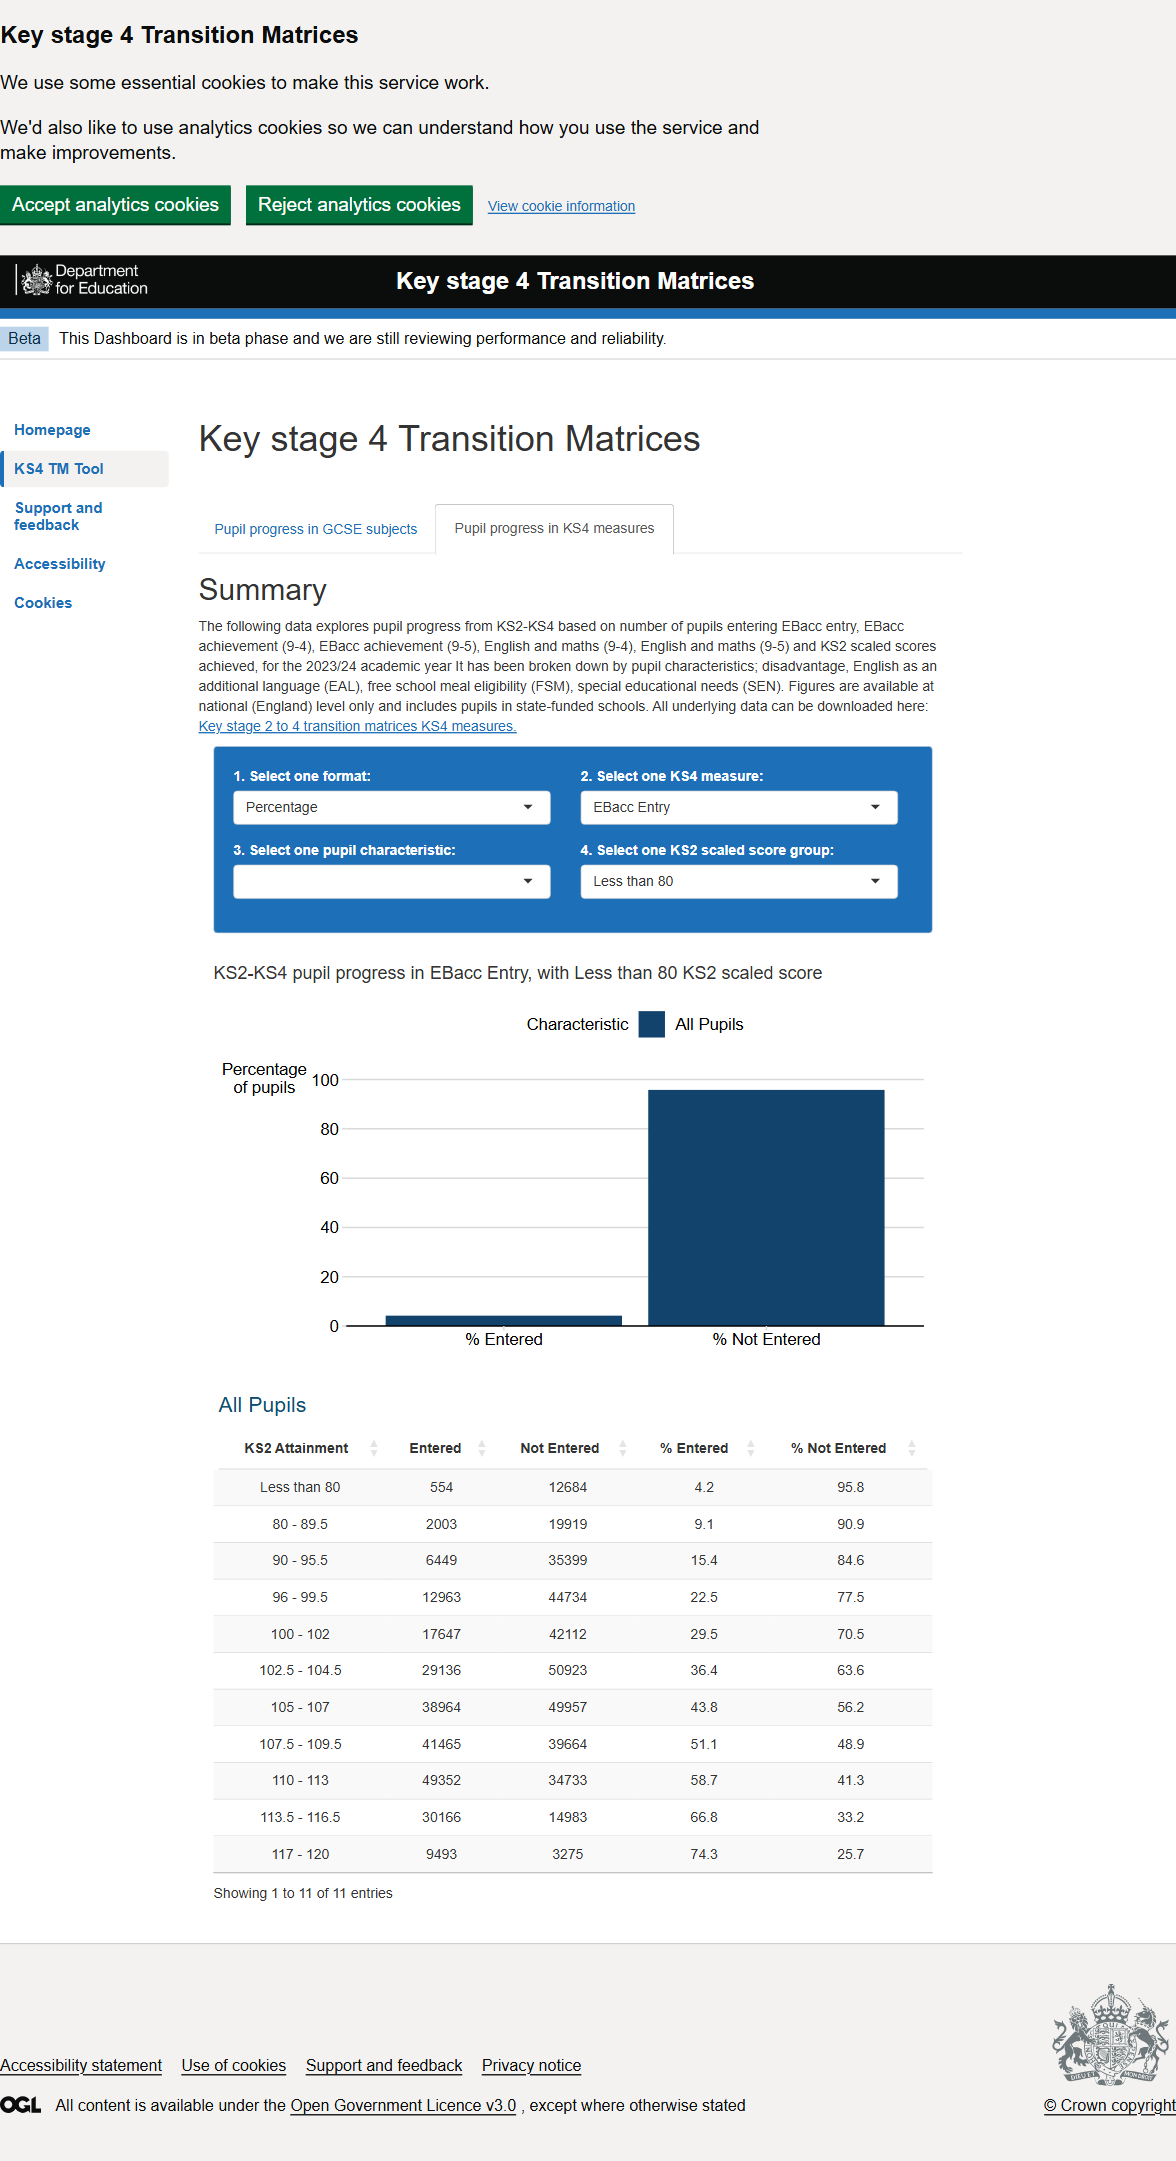 Key stage 4 Transition Matrices
We use some essential cookies to make this service work.
We'd also like to use analytics cookies so we can understand how you use the service and
make improvements.
Accept analytics cookies Reject analytics cookies View cookie information
Department
for Education
Key stage 4 Transition Matrices
Beta This Dashboard is in beta phase and we are still reviewing performance and reliability.
Homepage
KS4 TM Tool
Support and
feedback
Accessibility
Cookies
Key stage 4 Transition Matrices
Pupil progress in GCSE subjects Pupil progress in KS4 measures
Summary
The following data explores pupil progress from KS2-KS4 based on number of pupils entering EBacc entry, EBacc
achievement (9-4), EBacc achievement (9-5), English and maths (9-4), English and maths (9-5) and KS2 scaled scores
achieved, for the 2023/24 academic year It has been broken down by pupil characteristics; disadvantage, English as an
additional language (EAL), free school meal eligibility (FSM), special educational needs (SEN). Figures are available at
national (England) level only and includes pupils in state-funded schools. All underlying data can be downloaded here:
Key stage 2 to 4 transition matrices KS4 measures.
1. Select one format: 2. Select one KS4 measure:
Percentage EBacc Entry
3. Select one pupil characteristic: 4. Select one KS2 scaled score group:
Less than 80
KS2-KS4 pupil progress in EBacc Entry, with Less than 80 KS2 scaled score
Characteristic All Pupils
Percentage
of pupils
100
80
60
40
20
0
% Entered % Not Entered
All Pupils
KS2 Attainment Entered Not Entered % Entered % Not Entered
Less than 80 554 12684 4.2 95.8
80 - 89.5 2003 19919 9.1 90.9
90 - 95.5 6449 35399 15.4 84.6
96 - 99.5 12963 44734 22.5 77.5
100 - 102 17647 42112 29.5 70.5
102.5 - 104.5 29136 50923 36.4 63.6
105 - 107 38964 49957 43.8 56.2
107.5 - 109.5 41465 39664 51.1 48.9
110 - 113 49352 34733 58.7 41.3
113.5 - 116.5 30166 14983 66.8 33.2
117 - 120 9493 3275 74.3 25.7
Showing 1 to 11 of 11 entries
Accessibility statement Use of cookies Support and feedback Privacy notice
OGL All content is available under the Open Government Licence v3.0 , except where otherwise stated
© Crown copyright